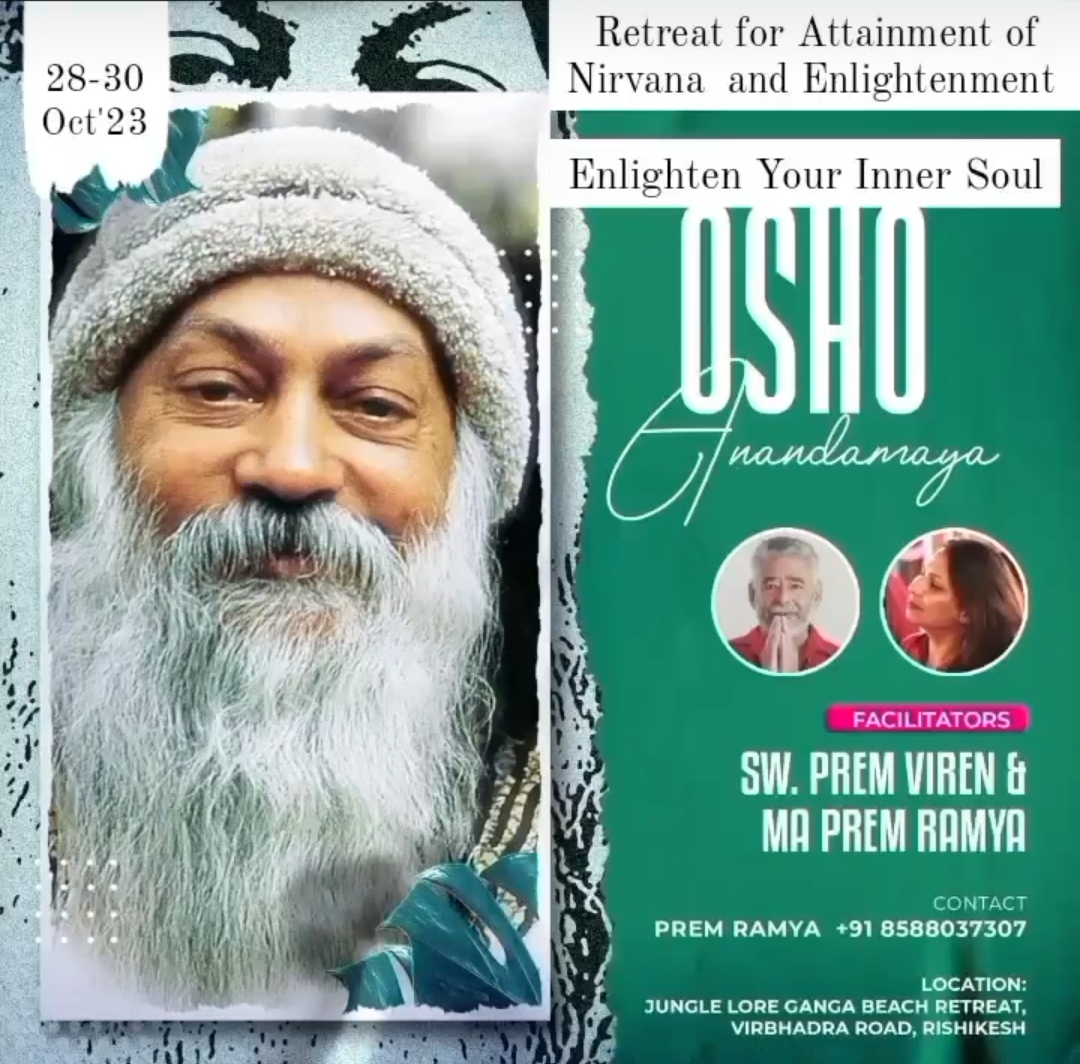 28-30
Oct'23
Retreat for Attainment of
Nirvana and Enlightenment
Enlighten Your Inner Soul
OSHO
Anandamaya
FACILITATORS
SW. PREM VIREN &
MA PREM RAMYA
CONTACT
PREM RAMYA +91 8588037307
LOCATION:
JUNGLE LORE GANGA BEACH RETREAT,
VIRBHADRA ROAD, RISHIKESH